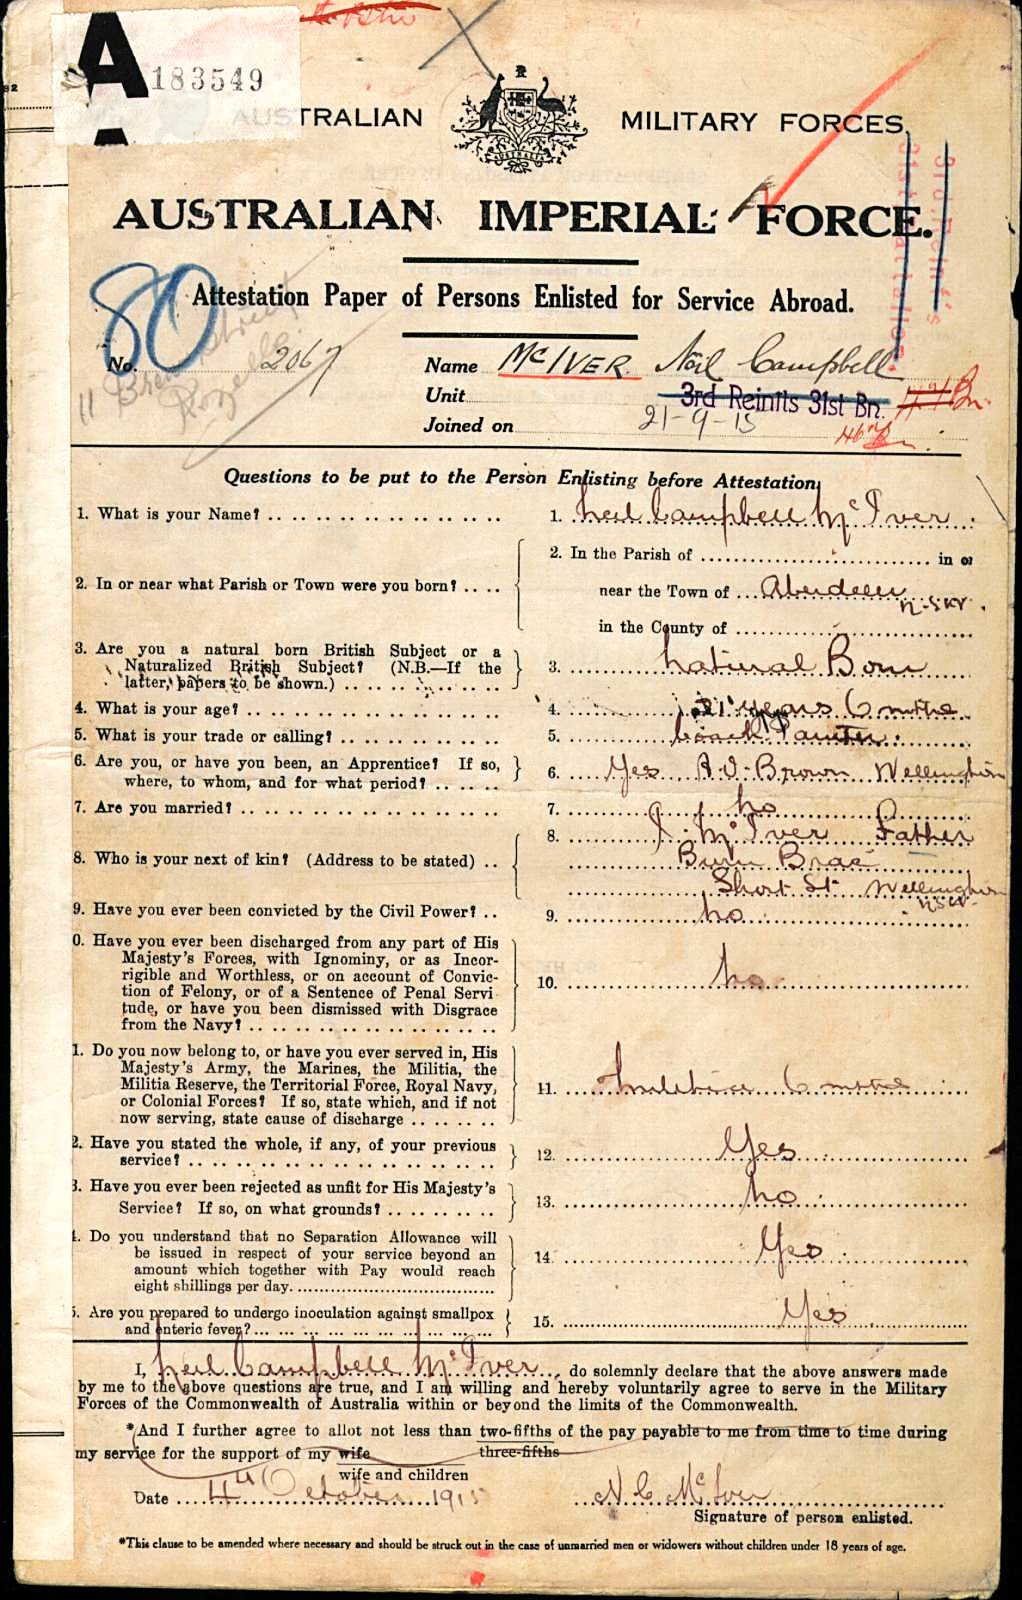 A 183549
AUSTRALIAN MILITARY FORCES.
AUSTRALIA
AUSTRALIAN IMPERIAL FORCE.
Attestation Paper of Persons Enlisted for Service Abroad.
80
No. 2067
11 Street
Rozelle
Name McIVER. Neil Campbell
Unit 3rd Reinfts 31st Bn.
Joined on 21-9-15
46th Bn.
Questions to be put to the Person Enlisting before Attestation.
1. What is your Name? 1. Neil Campbell McIver
2. In or near what Parish or Town were you born? 2. In the Parish of in or
near the Town of Aberdeen N.S.W.
in the County of
3. Are you a natural born British Subject or a
Naturalized British Subject? (N.B.—If the
latter, papers to be shown.) 3. Natural Born
4. What is your age? 4. 21 years 6 mths
5. What is your trade or calling? 5. Coach Painter
6. Are you, or have you been, an Apprentice? If so,
where, to whom, and for what period? 6. Yes Brown Wellington
7. Are you married? 7. No
8. Who is your next of kin? (Address to be stated) 8. McIver Father
Burn Brae
Short St. Wellington
NSW.
9. Have you ever been convicted by the Civil Power? 9. No
0. Have you ever been discharged from any part of His
Majesty's Forces, with Ignominy, or as Incor-
rigible and Worthless, or on account of Convic-
tion of Felony, or of a Sentence of Penal Servi
tude, or have you been dismissed with Disgrace
from the Navy? 10. No
1. Do you now belong to, or have you ever served in, His
Majesty's Army, the Marines, the Militia, the
Militia Reserve, the Territorial Force, Royal Navy,
or Colonial Forces? If so, state which, and if not
now serving, state cause of discharge 11. 6 mths
2. Have you stated the whole, if any, of your previous
service? 12. Yes
3. Have you ever been rejected as unfit for His Majesty's
Service? If so, on what grounds? 13. No
4. Do you understand that no Separation Allowance will
be issued in respect of your service beyond an
amount which together with Pay would reach
eight shillings per day. 14. Yes
5. Are you prepared to undergo inoculation against smallpox
and enteric fever? 15. Yes
I, Neil Campbell McIver, do solemnly declare that the above answers made
by me to the above questions are true, and I am willing and hereby voluntarily agree to serve in the Military
Forces of the Commonwealth of Australia within or beyond the limits of the Commonwealth.
*And I further agree to allot not less than two-fifths of the pay payable to me from time to time during
three-fifths
my service for the support of my wife
wife and children
Date 4th October 1915 N C McIver
Signature of person enlisted.
*This clause to be amended where necessary and should be struck out in the case of unmarried men or widowers without children under 18 years of age.